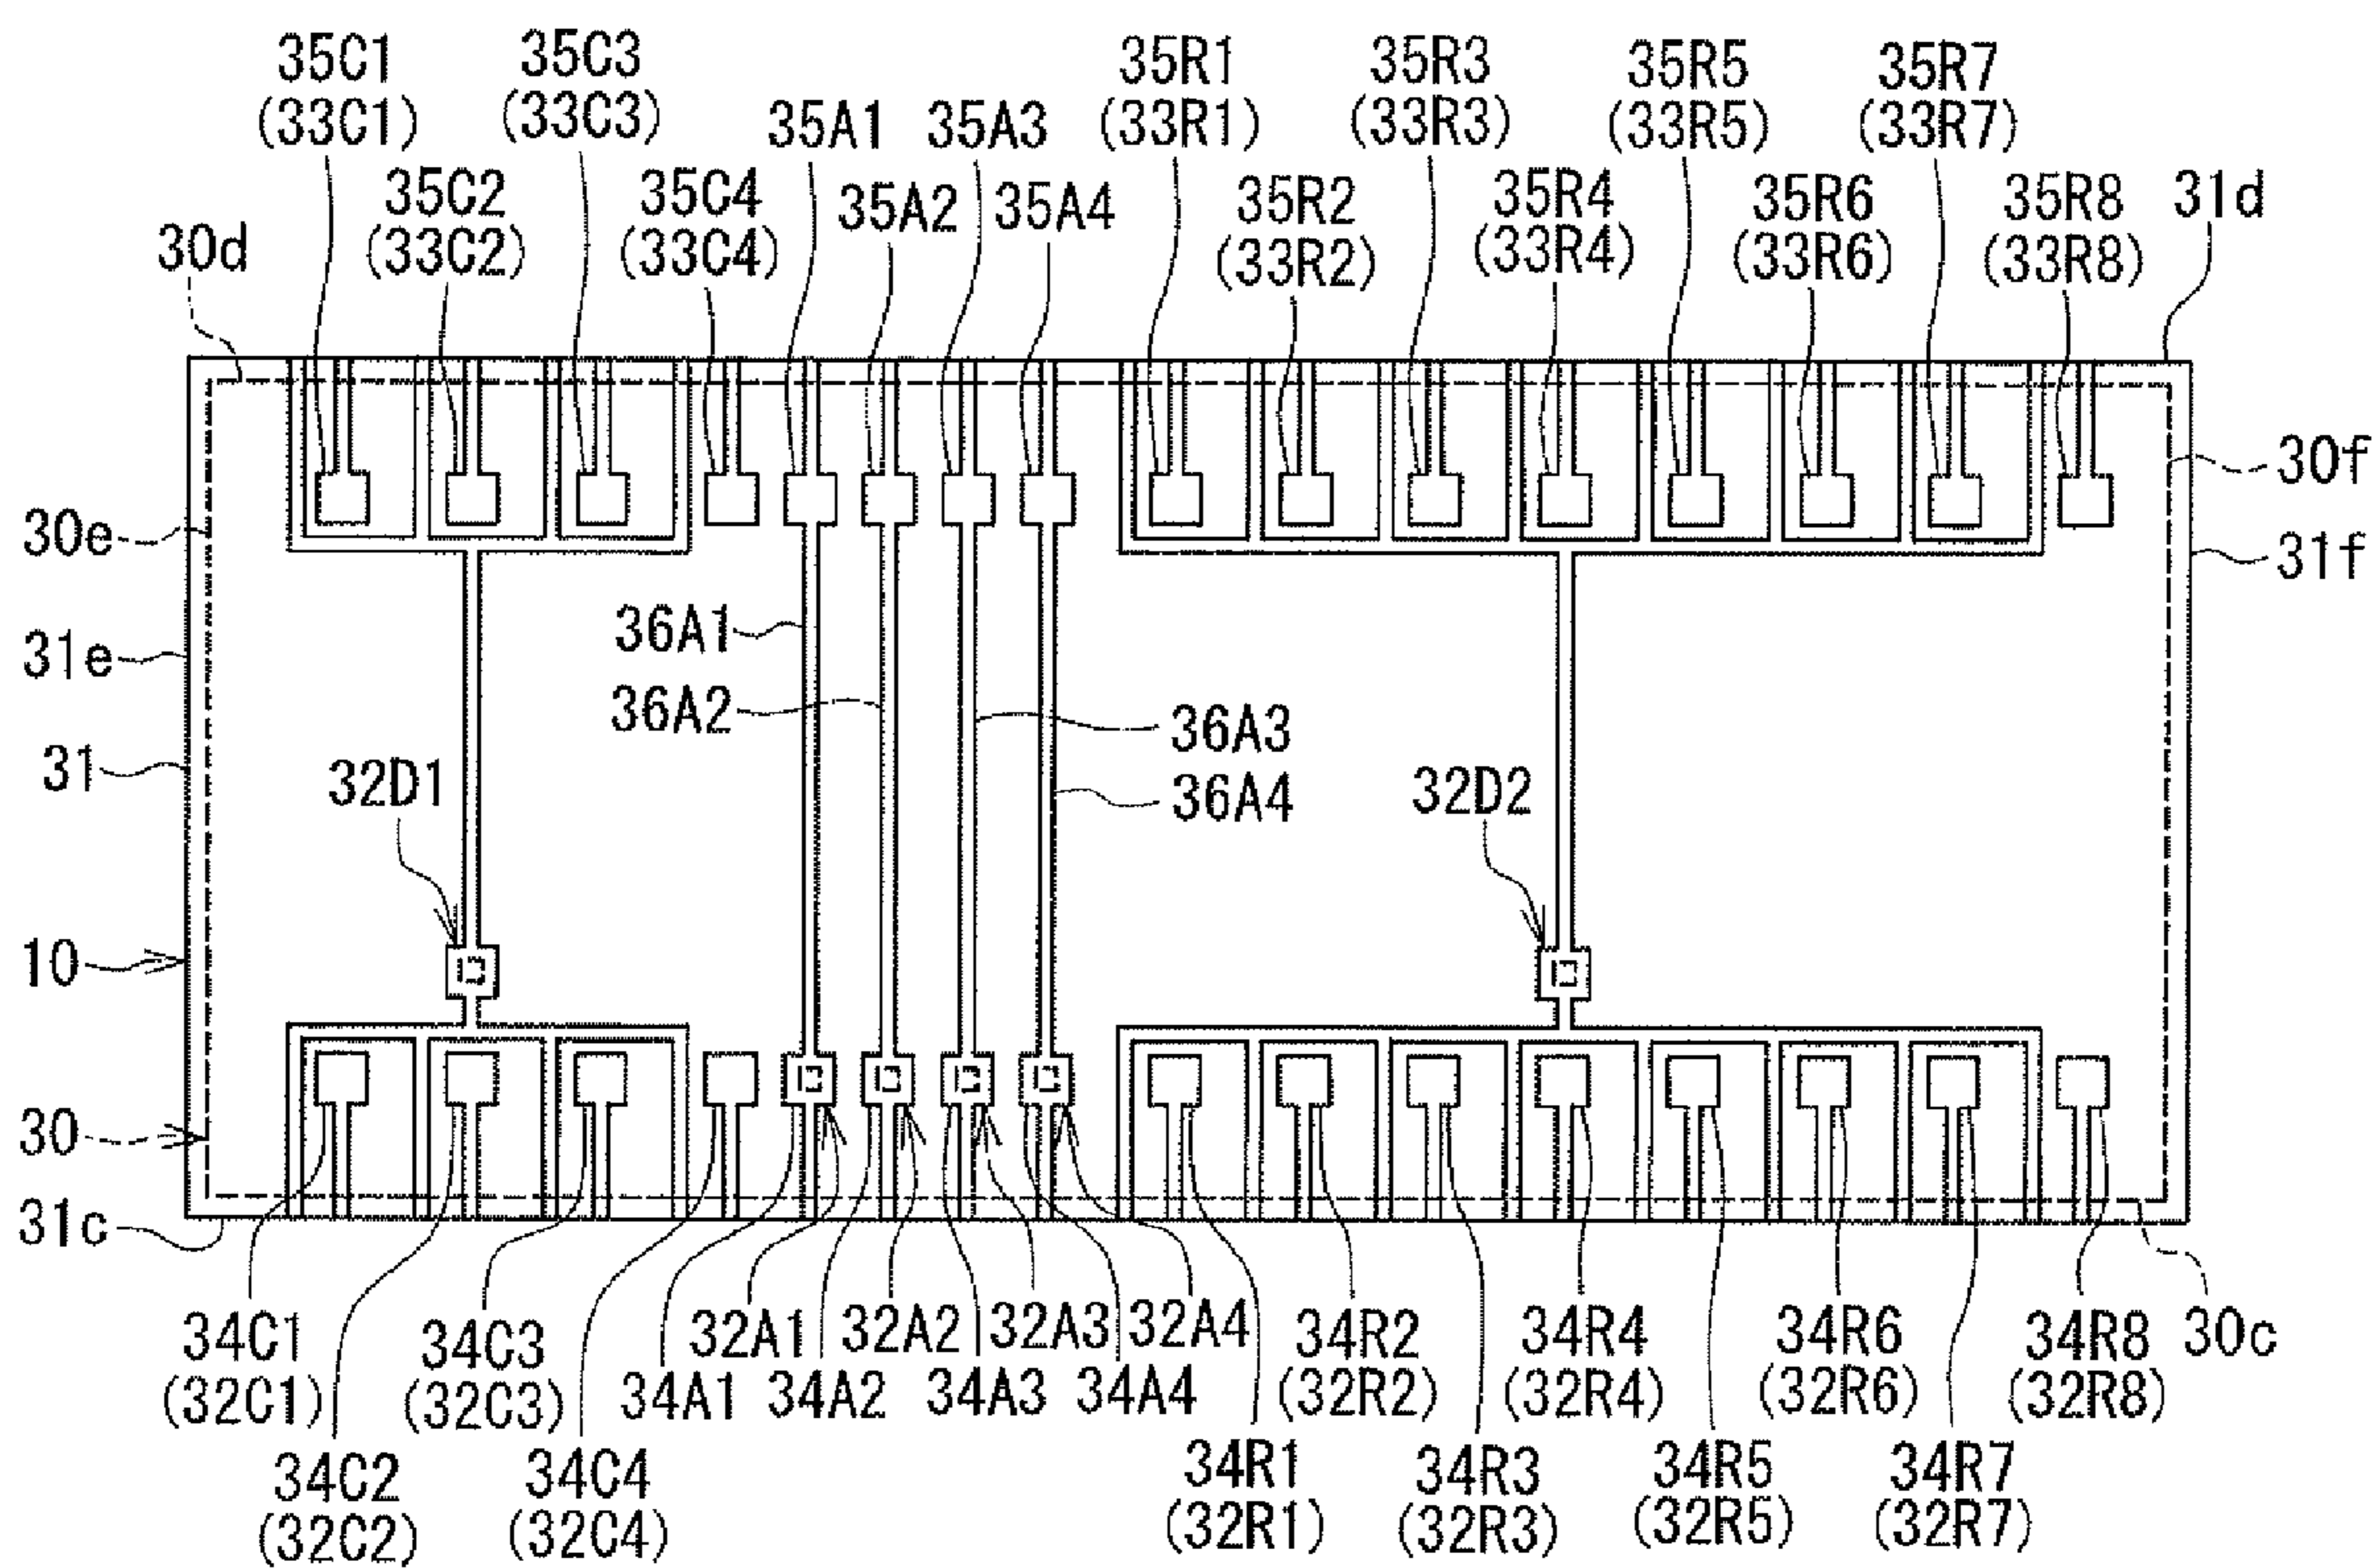 35C1
(33C1)
35C3
(33C3)
35A1
35A3
35R1
(33R1)
35R3
(33R3)
35R5
(33R5)
35R7
(33R7)
30d
35C2
(33C2)
35C4
(33C4)
35A2
35A4
35R2
(33R2)
35R4
(33R4)
35R6
(33R6)
35R8
(33R8)
31d
30e
30f
31f
31e
36A1
36A2
36A3
31
32D1
36A4
32D2
10
30
31c
34C1
(32C1)
34C3
(32C3)
34A1
32A1
34A2
32A2
34A3
32A3
34A4
32A4
34R2
(32R2)
34R4
(32R4)
34R6
(32R6)
34R8
(32R8)
30c
34C2
(32C2)
34C4
(32C4)
34R1
(32R1)
34R3
(32R3)
34R5
(32R5)
34R7
(32R7)